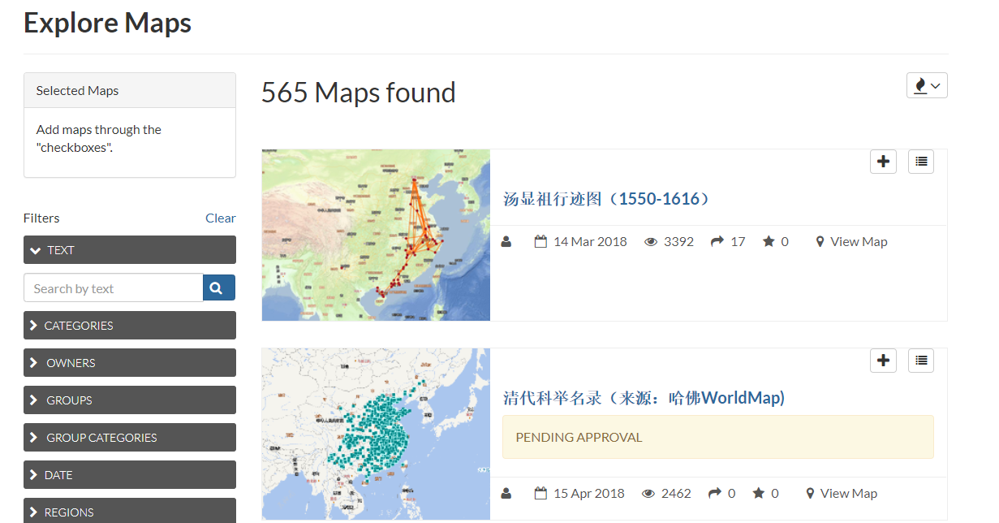 Explore Maps
Selected Maps
Add maps through the
"checkboxes".
Filters
Clear
TEXT
Search by text
CATEGORIES
OWNERS
GROUPS
GROUP CATEGORIES
DATE
REGIONS
565 Maps found
汤显祖行迹图（1550-1616）
14 Mar 2018 3392 17 0 View Map
清代科举名录（来源：哈佛WorldMap)
PENDING APPROVAL
15 Apr 2018 2462 0 0 View Map